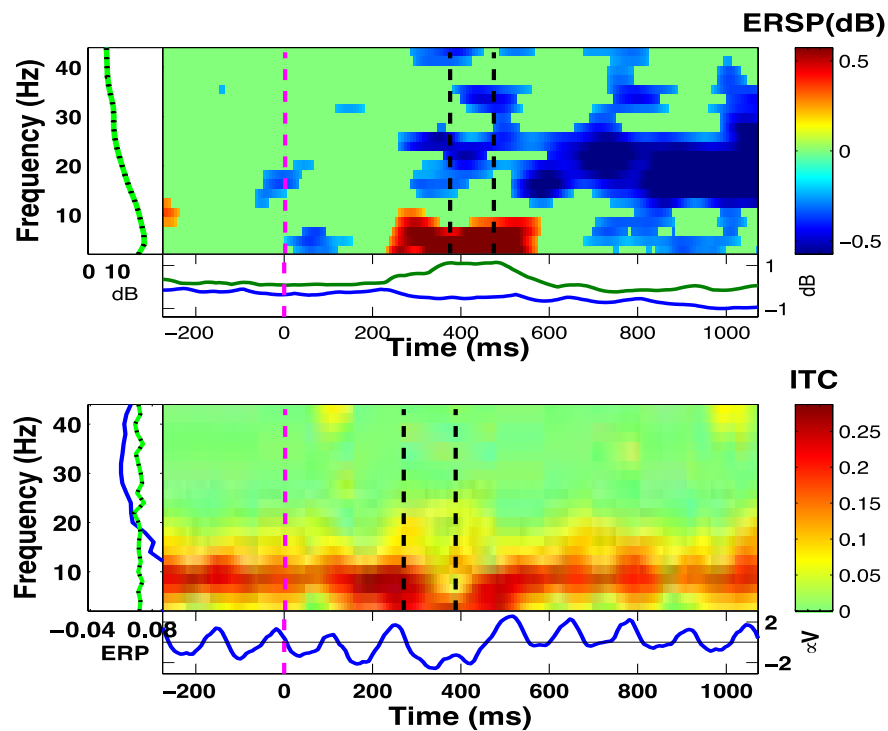 ERSP(dB)
Frequency (Hz)
40
30
20
10
0.5
0
−0.5
0 10
dB
1
−1
dB
−200 0 200 400 600 800 1000
Time (ms)
ITC
Frequency (Hz)
40
30
20
10
0.25
0.2
0.15
0.1
0.05
0
−0.04 0.08
ERP
2
−2
∝V
−200 0 200 400 600 800 1000
Time (ms)